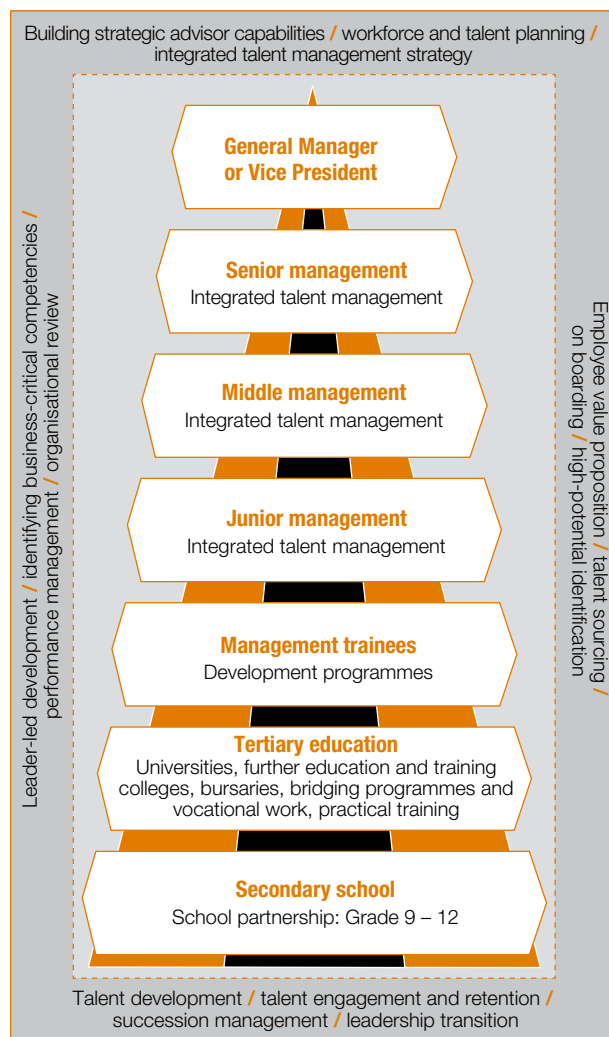 Building strategic advisor capabilities / workforce and talent planning /
integrated talent management strategy
General Manager
or Vice President
Senior management
Integrated talent management
Middle management
Integrated talent management
Junior management
Integrated talent management
Management trainees
Development programmes
Tertiary education
Universities, further education and training
colleges, bursaries, bridging programmes and
vocational work, practical training
Secondary school
School partnership: Grade 9 – 12
Leader-led development / identifying business-critical competencies /
performance management / organisational review
Employee value proposition / talent sourcing /
on boarding / high-potential identification
Talent development / talent engagement and retention /
succession management / leadership transition